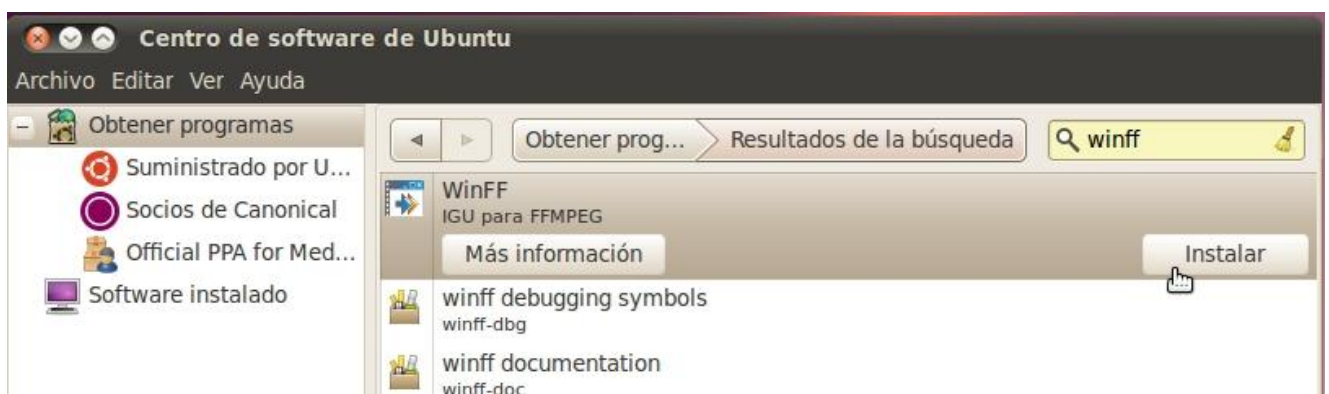 Centro de software de Ubuntu
Archivo Editar Ver Ayuda
Obtener programas
Suministrado por U...
Socios de Canonical
Official PPA for Med...
Software instalado
Obtener prog...
Resultados de la búsqueda
winff
WinFF
IGU para FFMPEG
Más información
Instalar
winff debugging symbols
winff-dbg
winff documentation
winff-doc